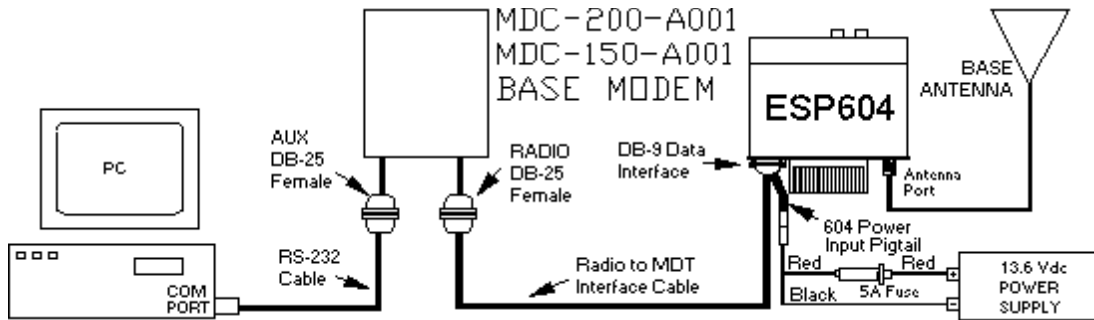 MDC-200-A001
MDC-150-A001
BASE MODEM
BASE
ANTENNA
ESP604
PC
AUX
DB-25
Female
RADIO
DB-25
Female
DB-9 Data
Interface
Antenna
Port
604 Power
Input Pigtail
RS-232
Cable
Radio to MDT
Interface Cable
Red
Red
5A Fuse
Black
+
-
13.6 Vdc
POWER
SUPPLY
COM
PORT